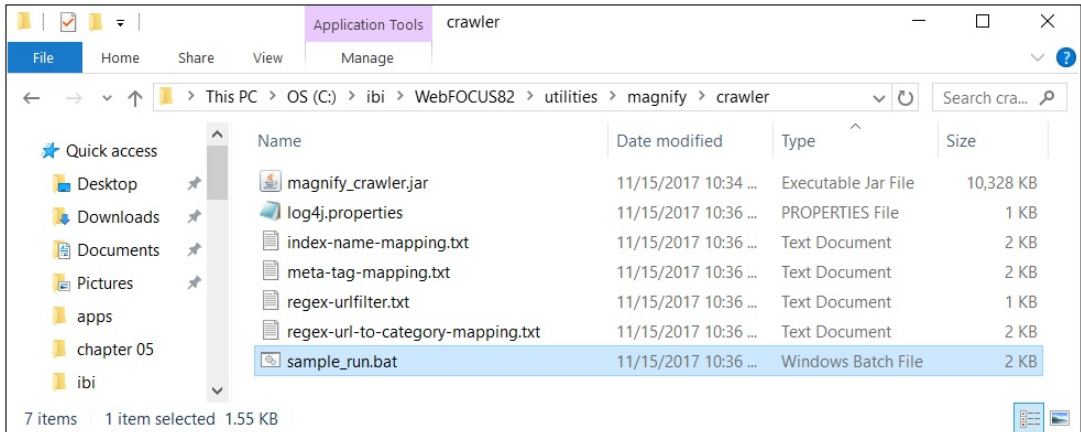 Application Tools crawler
File Home Share View Manage
This PC > OS (C:) > ibi > WebFOCUS82 > utilities > magnify > crawler Search cra...
Name Date modified Type Size
Quick access
Desktop
Downloads
Documents
Pictures
apps
chapter 05
ibi
magnify_crawler.jar 11/15/2017 10:34 ... Executable Jar File 10,328 KB
log4j.properties 11/15/2017 10:36 ... PROPERTIES File 1 KB
index-name-mapping.txt 11/15/2017 10:36 ... Text Document 2 KB
meta-tag-mapping.txt 11/15/2017 10:36 ... Text Document 2 KB
regex-urlfilter.txt 11/15/2017 10:36 ... Text Document 1 KB
regex-url-to-category-mapping.txt 11/15/2017 10:36 ... Text Document 2 KB
sample_run.bat 11/15/2017 10:36 ... Windows Batch File 2 KB
7 items 1 item selected 1.55 KB